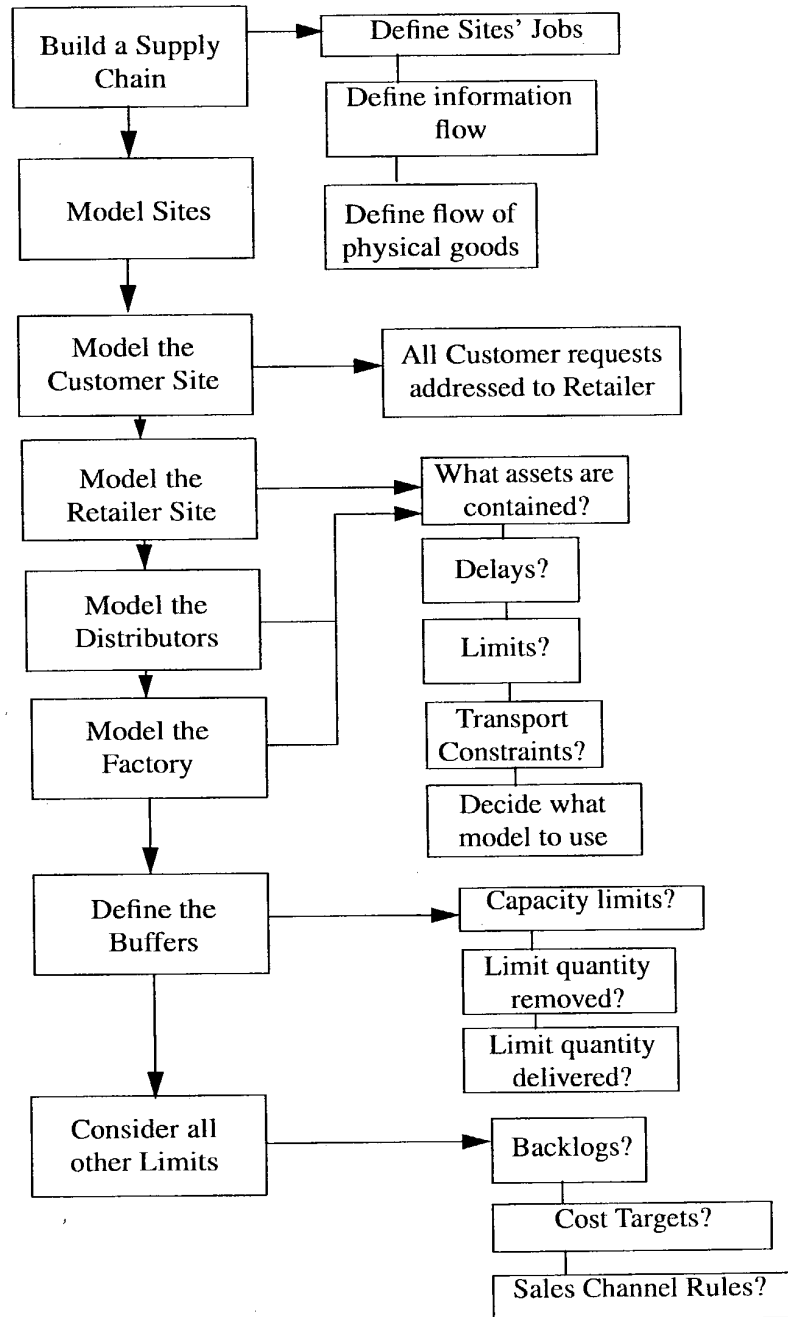 Build a Supply
Chain
Define Sites' Jobs
Define information
flow
Model Sites
Define flow of
physical goods
Model the
Customer Site
All Customer requests
addressed to Retailer
Model the
Retailer Site
What assets are
contained?
Delays?
Model the
Distributors
Limits?
Model the
Factory
Transport
Constraints?
Decide what
model to use
Define the
Buffers
Capacity limits?
Limit quantity
removed?
Limit quantity
delivered?
Consider all
other Limits
Backlogs?
Cost Targets?
Sales Channel Rules?